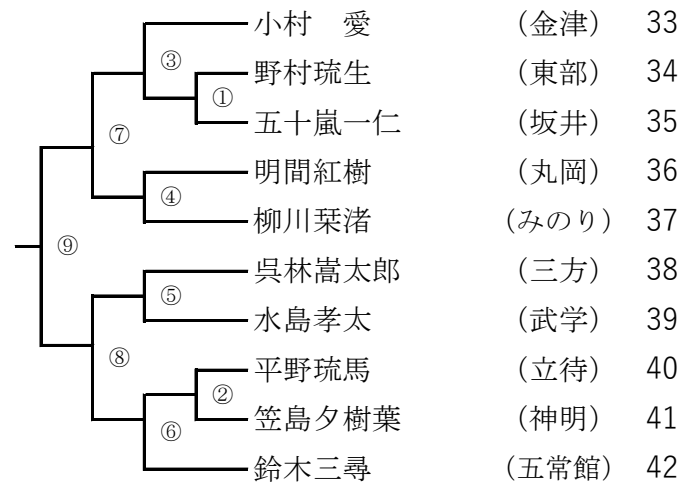 小村　愛 （金津） 33
③
野村琉生 （東部） 34
①
五十嵐一仁 （坂井） 35
⑦
明間紅樹 （丸岡） 36
④
柳川栞渚 （みのり） 37
⑨
呉林嵩太郎 （三方） 38
⑤
水島孝太 （武学） 39
⑧
平野琉馬 （立待） 40
②
笠島夕樹葉 （神明） 41
⑥
鈴木三尋 （五常館） 42